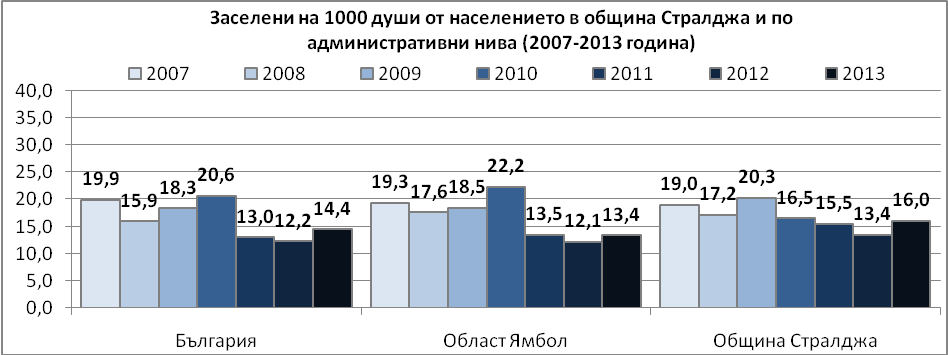 Заселени на 1000 души от населението в община Стралджа и по
административни нива (2007-2013 година)
2007 2008 2009 2010 2011 2012 2013
40,0
35,0
30,0
25,0
20,0
15,0
10,0
5,0
0,0
19,9 15,9 18,3 20,6 13,0 12,2 14,4
19,3 17,6 18,5 22,2 13,5 12,1 13,4
19,0 17,2 20,3 16,5 15,5 13,4 16,0
България Област Ямбол Община Стралджа